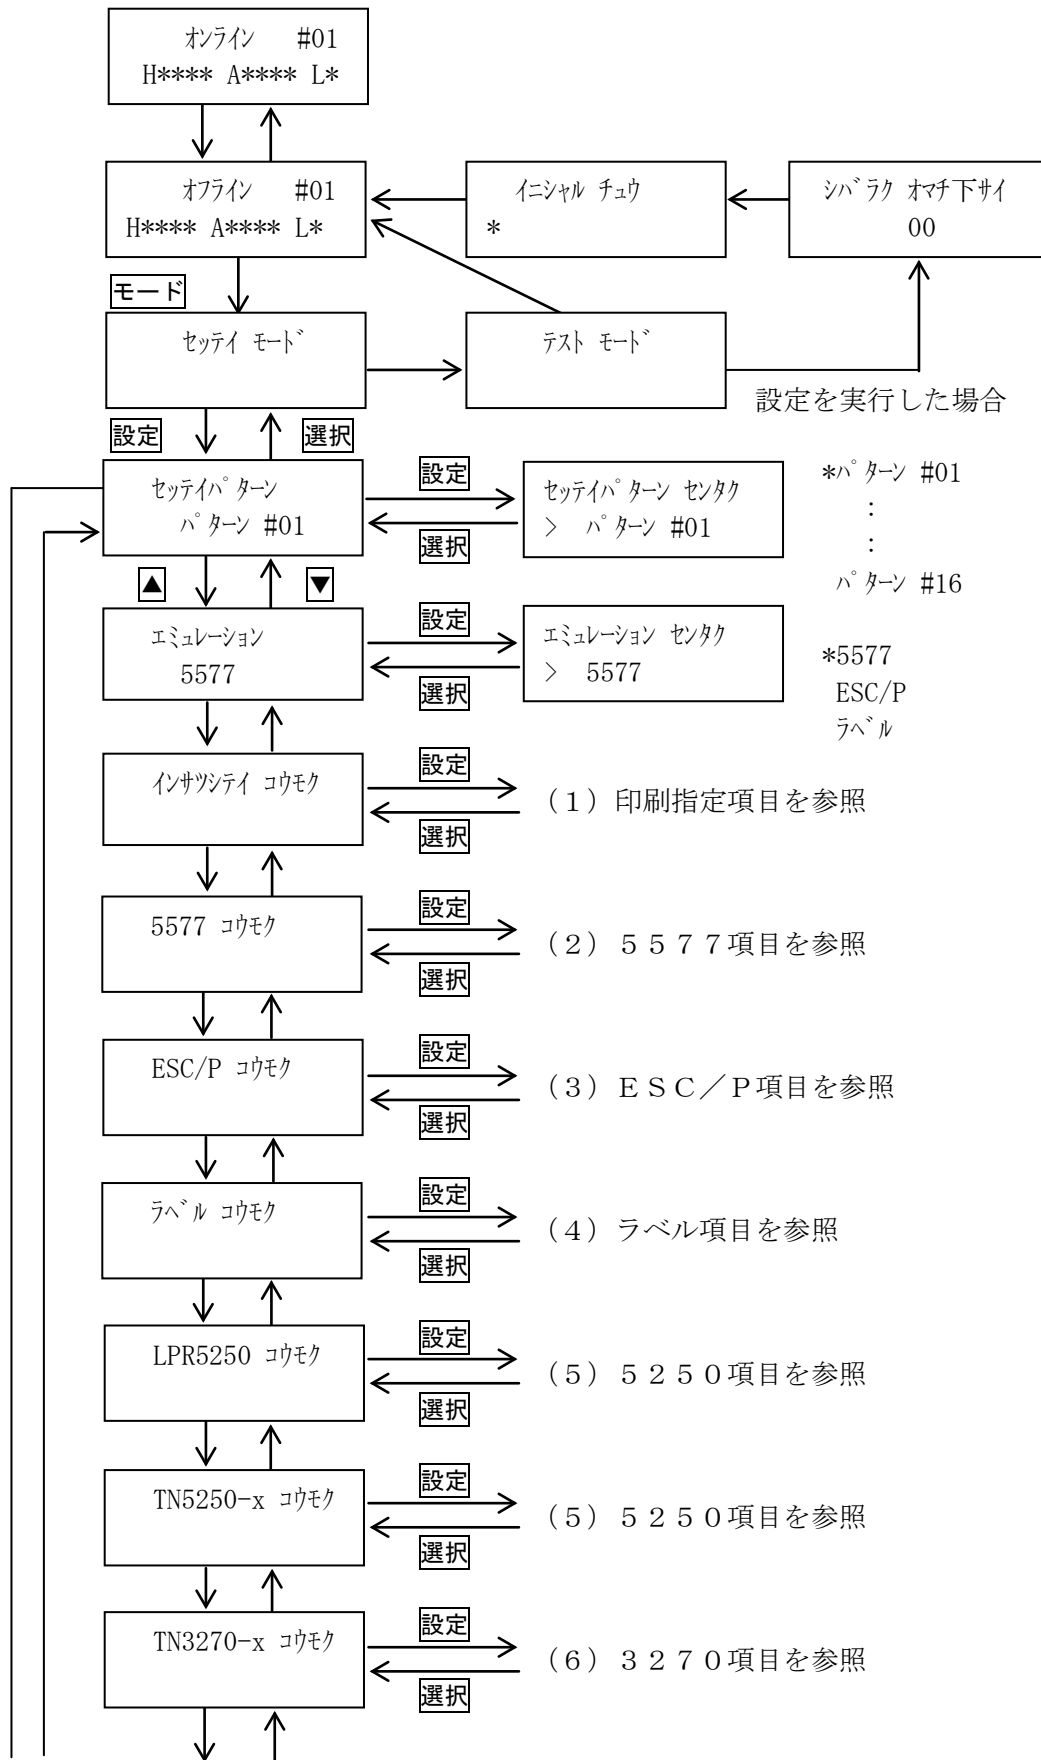 ｵﾝﾗｲﾝ #01
H**** A**** L*
ｵﾌﾗｲﾝ #01
H**** A**** L*
ｲﾆｼｬﾙ ﾁｭｳ
*
ｼﾊﾞﾗｸ ｵﾏﾁ下ｻｲ
00
モード
ｾｯﾃｲ ﾓｰﾄﾞ
ﾃｽﾄ ﾓｰﾄﾞ
設定を実行した場合
設定
選択
ｾｯﾃｲﾊﾟﾀｰﾝ
ﾊﾟﾀｰﾝ #01
設定
選択
ｾｯﾃｲﾊﾟﾀｰﾝ ｾﾝﾀｸ
> ﾊﾟﾀｰﾝ #01
*ﾊﾟﾀｰﾝ #01
:
:
ﾊﾟﾀｰﾝ #16
▲
▼
ｴﾐｭﾚｰｼｮﾝ
5577
設定
選択
ｴﾐｭﾚｰｼｮﾝ ｾﾝﾀｸ
> 5577
*5577
ESC/P
ﾗﾍﾞﾙ
ｲﾝｻﾂｼﾃｲ ｺｳﾓｸ
設定
選択
（１）印刷指定項目を参照
5577 ｺｳﾓｸ
設定
選択
（２）５５７７項目を参照
ESC/P ｺｳﾓｸ
設定
選択
（３）ＥＳＣ／Ｐ項目を参照
ﾗﾍﾞﾙ ｺｳﾓｸ
設定
選択
（４）ラベル項目を参照
LPR5250 ｺｳﾓｸ
設定
選択
（５）５２５０項目を参照
TN5250-x ｺｳﾓｸ
設定
選択
（５）５２５０項目を参照
TN3270-x ｺｳﾓｸ
設定
選択
（６）３２７０項目を参照